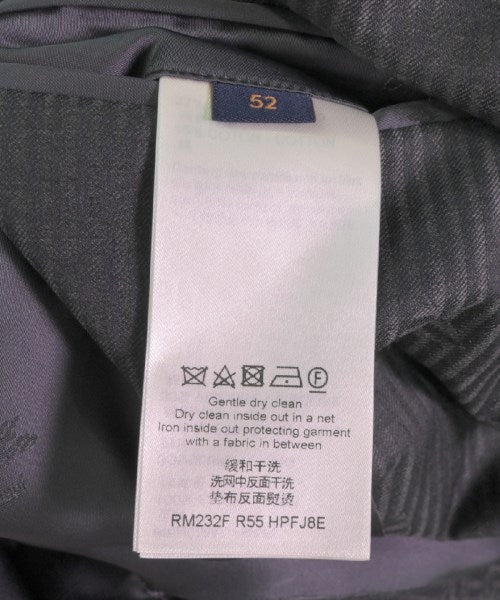 52
Gentle dry clean
Dry clean inside out in a net
Iron inside out protecting garment
with a fabric in between
缓和干洗
洗网中反面干洗
垫布反面熨烫
RM232F R55 HPFJ8E